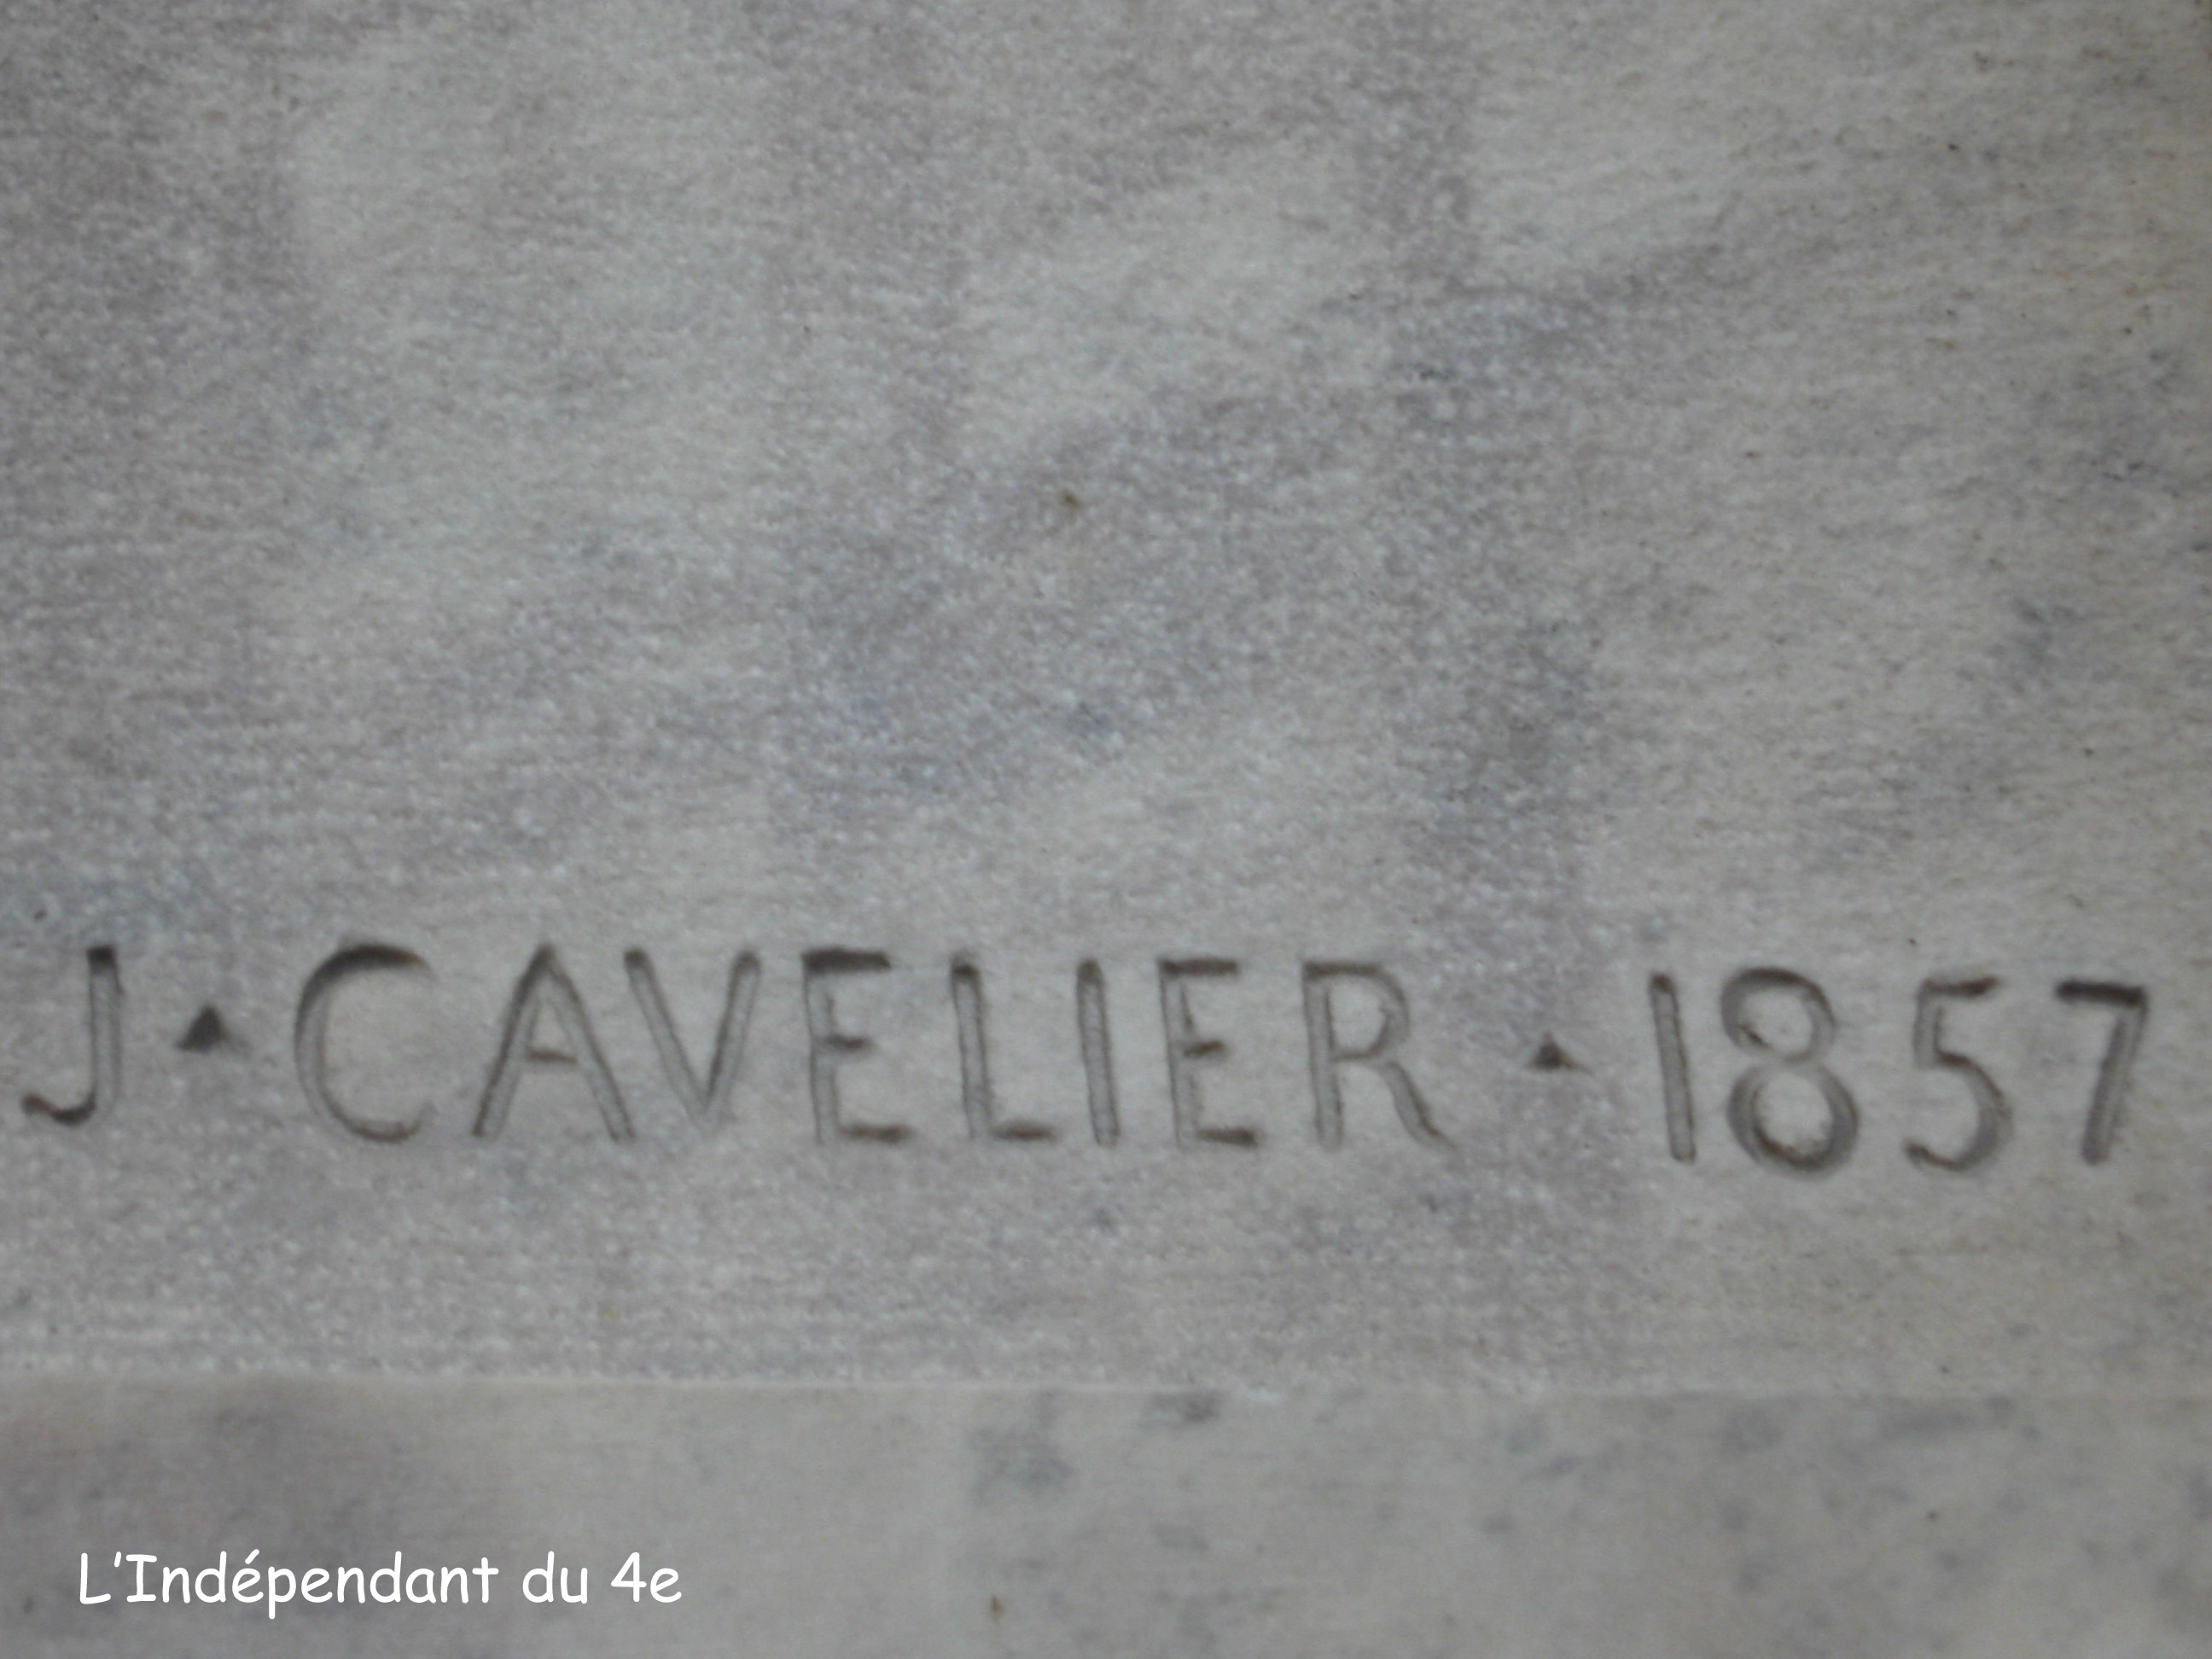 J▲CAVELIER▲1857
L'Indépendant du 4e